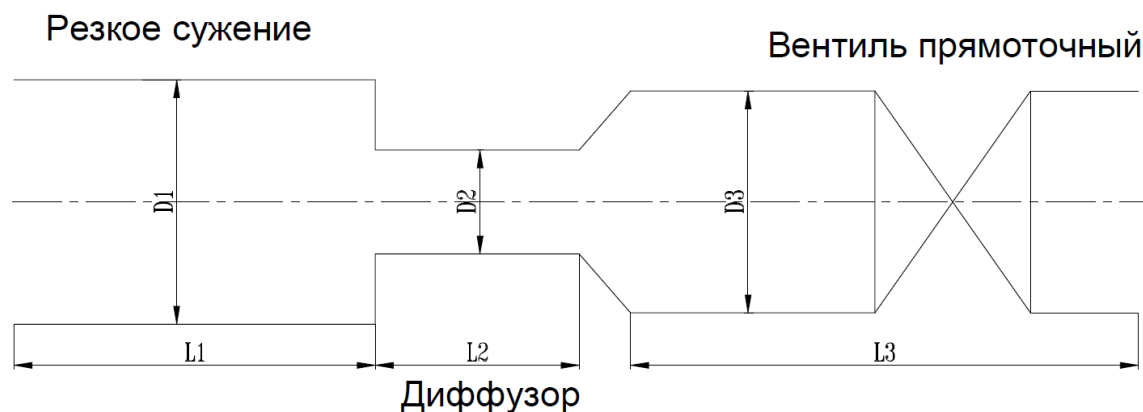 Резкое сужение
Вентиль прямоточный
D1
D2
D3
L1
L2
L3
Диффузор